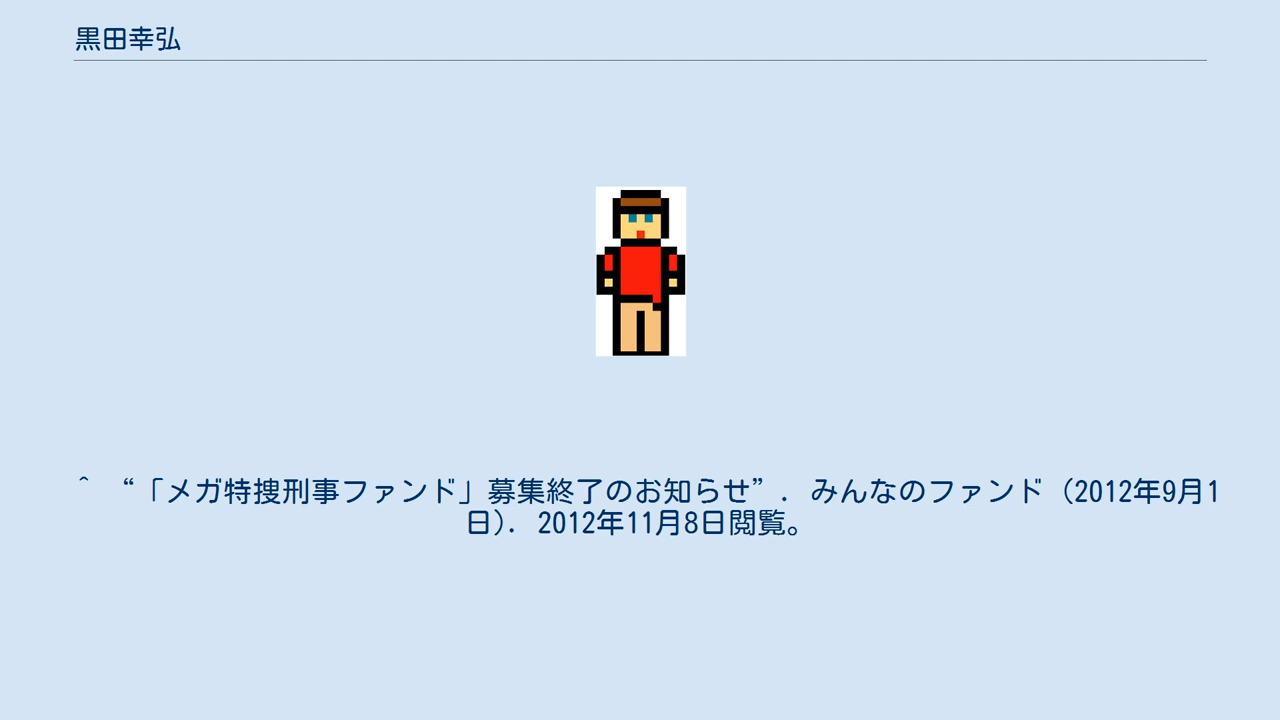 黒田幸弘
^ “「メガ特捜刑事ファンド」募集終了のお知らせ”. みんなのファンド (2012年9月1
日). 2012年11月8日閲覧。